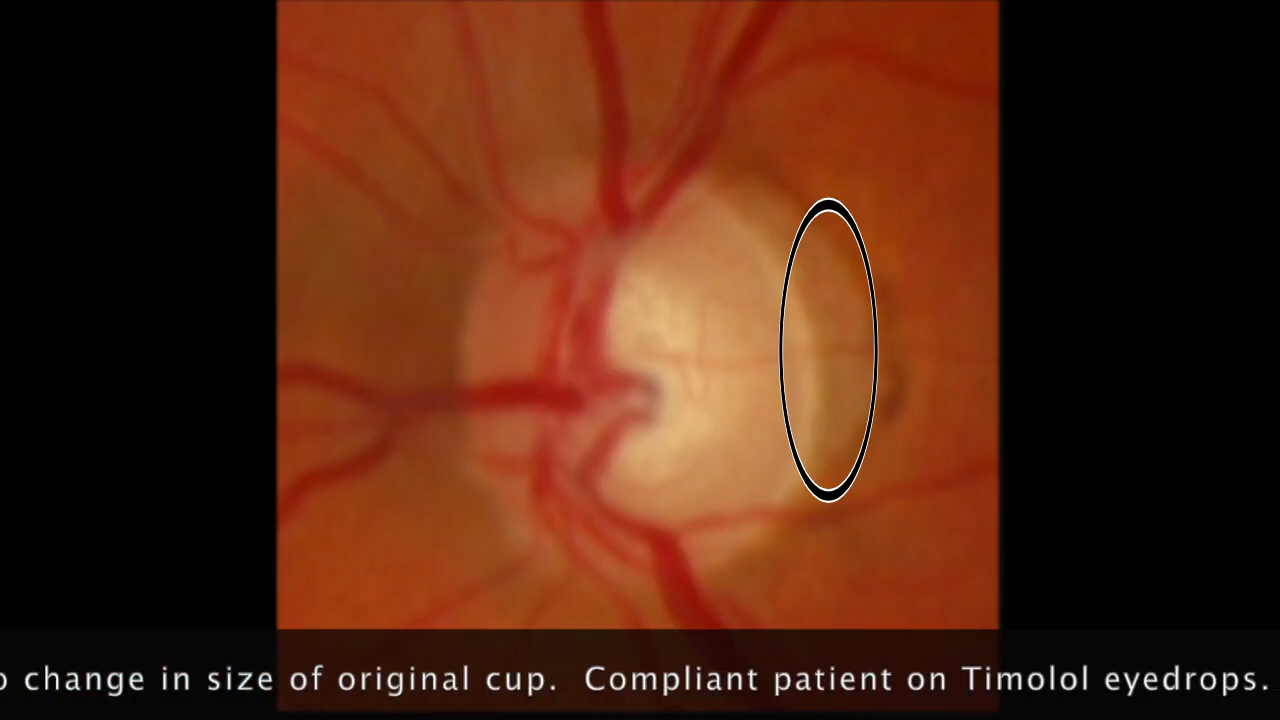 change in size of original cup.  Compliant patient on Timolol eyedrops.